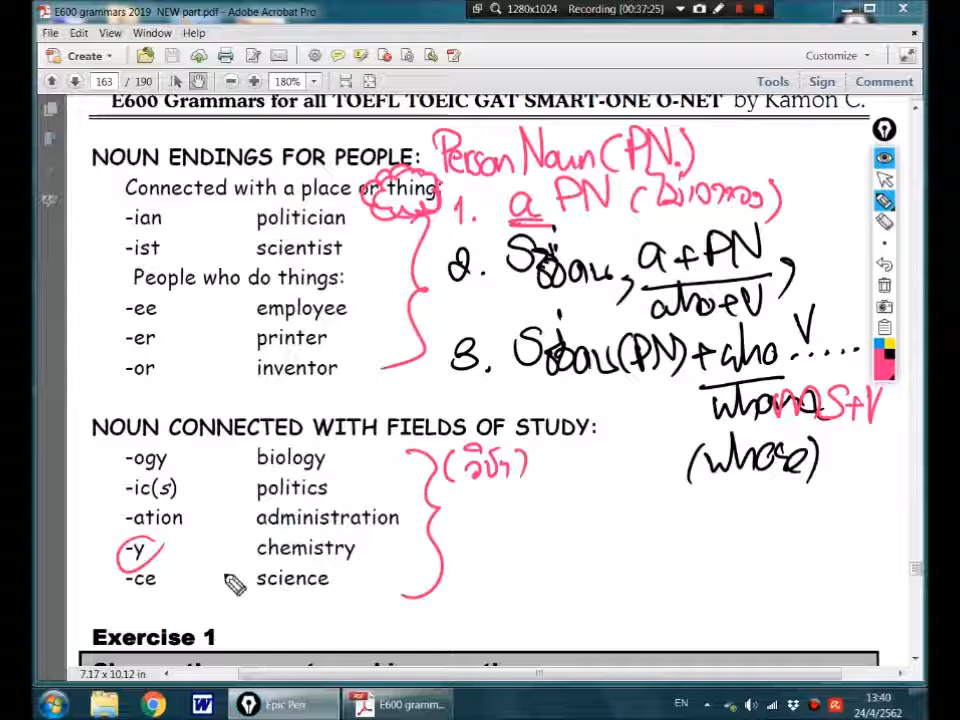 E600 grammars 2019 NEW part.pdf - Adobe Acrobat Pro
1280x1024 Recording [00:37:25]
File Edit View Window Help
Create Customize
163 / 190 180% Tools Sign Comment
E600 Grammars for all TOEFL TOEIC GAT SMART-ONE O-NET by Kamon C.
NOUN ENDINGS FOR PEOPLE: Person Noun (PN.)
Connected with a place or thing:
1. a PN
-ian politician
-ist scientist
2. a + PN
who + V
People who do things:
-ee employee
-er printer
3. (PN) + who V .....
-or inventor
whom S+V
NOUN CONNECTED WITH FIELDS OF STUDY:
(whose)
-ogy biology (วิชา)
-ic(s) politics
-ation administration
-y chemistry
-ce science
Exercise 1
7.17 x 10.12 in
Epic Pen E600 gramm... EN 13:40
24/4/2562